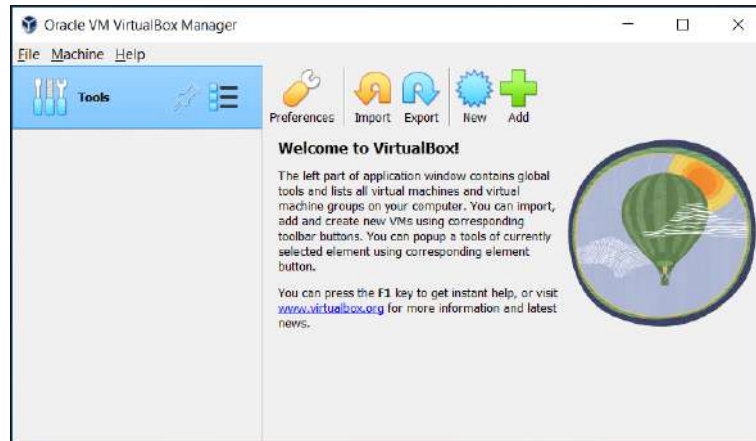 Oracle VM VirtualBox Manager
File Machine Help
Tools
Preferences Import Export New Add
Welcome to VirtualBox!
The left part of application window contains global
tools and lists all virtual machines and virtual
machine groups on your computer. You can import,
add and create new VMs using corresponding
toolbar buttons. You can popup a tools of currently
selected element using corresponding element
button.
You can press the F1 key to get instant help, or visit
www.virtualbox.org for more information and latest
news.